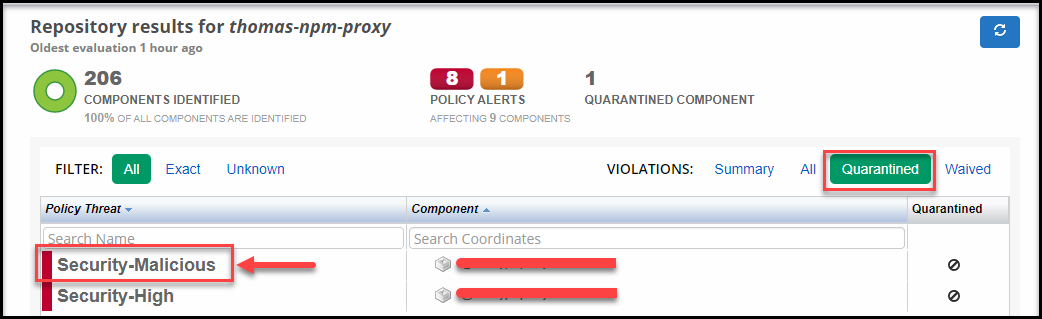 Repository results for thomas-npm-proxy
Oldest evaluation 1 hour ago
206
COMPONENTS IDENTIFIED
100% OF ALL COMPONENTS ARE IDENTIFIED
8 1
POLICY ALERTS
AFFECTING 9 COMPONENTS
1
QUARANTINED COMPONENT
FILTER: All Exact Unknown
VIOLATIONS: Summary All Quarantined Waived
Policy Threat Component Quarantined
Search Name Search Coordinates
Security-Malicious
Security-High